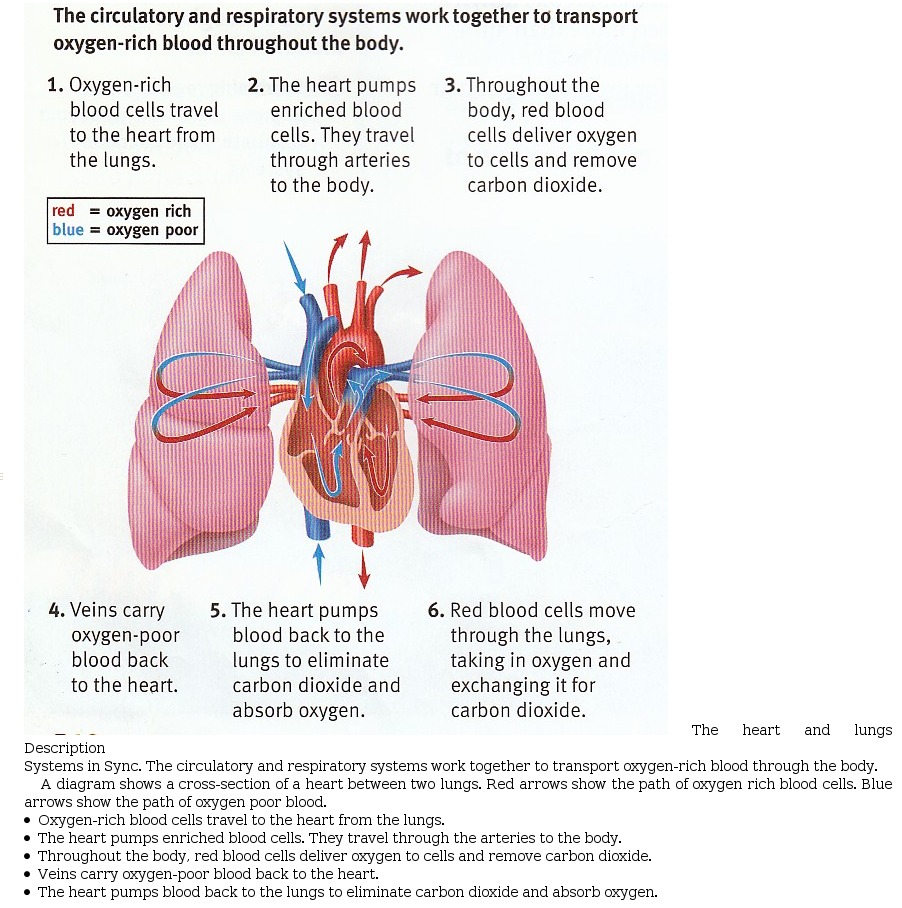 The circulatory and respiratory systems work together to transport
oxygen-rich blood throughout the body.
1. Oxygen-rich
blood cells travel
to the heart from
the lungs.
2. The heart pumps
enriched blood
cells. They travel
through arteries
to the body.
3. Throughout the
body, red blood
cells deliver oxygen
to cells and remove
carbon dioxide.
red = oxygen rich
blue = oxygen poor
4. Veins carry
oxygen-poor
blood back
to the heart.
5. The heart pumps
blood back to the
lungs to eliminate
carbon dioxide and
absorb oxygen.
6. Red blood cells move
through the lungs,
taking in oxygen and
exchanging it for
carbon dioxide.
The heart and lungs
Description
Systems in Sync. The circulatory and respiratory systems work together to transport oxygen-rich blood through the body.
A diagram shows a cross-section of a heart between two lungs. Red arrows show the path of oxygen rich blood cells. Blue
arrows show the path of oxygen poor blood.
• Oxygen-rich blood cells travel to the heart from the lungs.
• The heart pumps enriched blood cells. They travel through the arteries to the body.
• Throughout the body, red blood cells deliver oxygen to cells and remove carbon dioxide.
• Veins carry oxygen-poor blood back to the heart.
• The heart pumps blood back to the lungs to eliminate carbon dioxide and absorb oxygen.